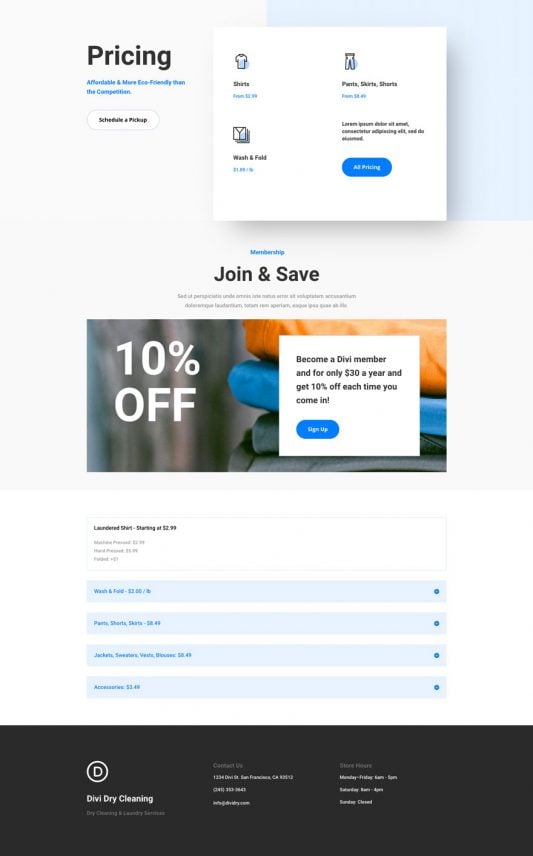 Pricing
Affordable & More Eco-Friendly than
the Competition.
Schedule a Pickup
Shirts
From $2.99
Pants, Skirts, Shorts
From $8.49
Wash & Fold
$1.89 / lb
Lorem ipsum dolor sit amet,
consectetur adipiscing elit, sed do
eiusmod.
All Pricing
Membership
Join & Save
Sed ut perspiciatis unde omnis iste natus error sit voluptatem accusantium
doloremque laudantium, totam rem aperiam, eaque ipsa quae ab illo
10%
OFF
Become a Divi member
and for only $30 a year and
get 10% off each time you
come in!
Sign Up
Laundered Shirt - Starting at $2.99
Machine Pressed: $2.99
Hand Pressed: $5.99
Folded: +$1
Wash & Fold - $2.00 / lb
Pants, Shorts, Skirts - $8.49
Jackets, Sweaters, Vests, Blouses: $8.49
Accessories: $3.49
D
Divi Dry Cleaning
Dry Cleaning & Laundry Services
Contact Us
1234 Divi St. San Francisco, CA 93512
(245) 353-3643
info@dividry.com
Store Hours
Monday–Friday: 6am - 5pm
Saturday: 8am - 4pm
Sunday: Closed